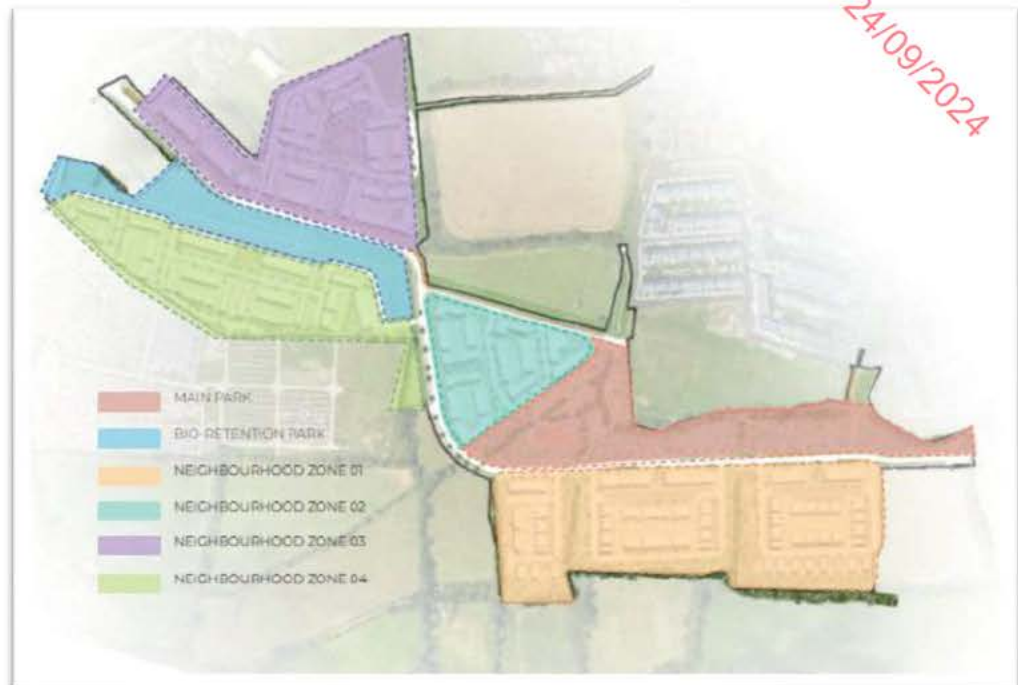 24/09/2024
MAIN PARK
BIO-RETENTION PARK
NEIGHBOURHOOD ZONE 01
NEIGHBOURHOOD ZONE 02
NEIGHBOURHOOD ZONE 03
NEIGHBOURHOOD ZONE 04